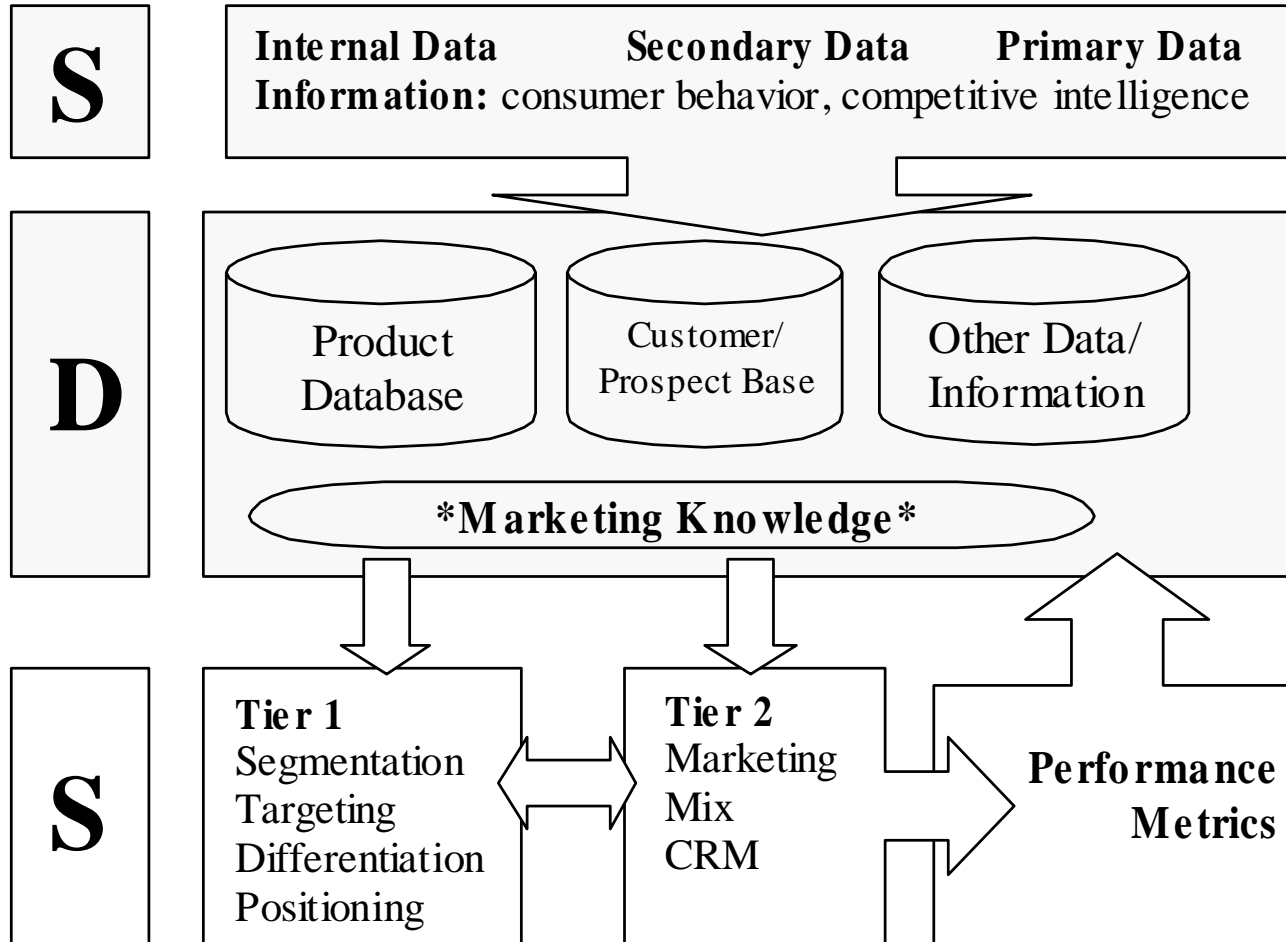 S
Internal Data Secondary Data Primary Data
Information: consumer behavior, competitive intelligence
D
Product
Database
Customer/
Prospect Base
Other Data/
Information
*Marketing Knowledge*
S
Tier 1
Segmentation
Targeting
Differentiation
Positioning
Tier 2
Marketing
Mix
CRM
Performance
Metrics